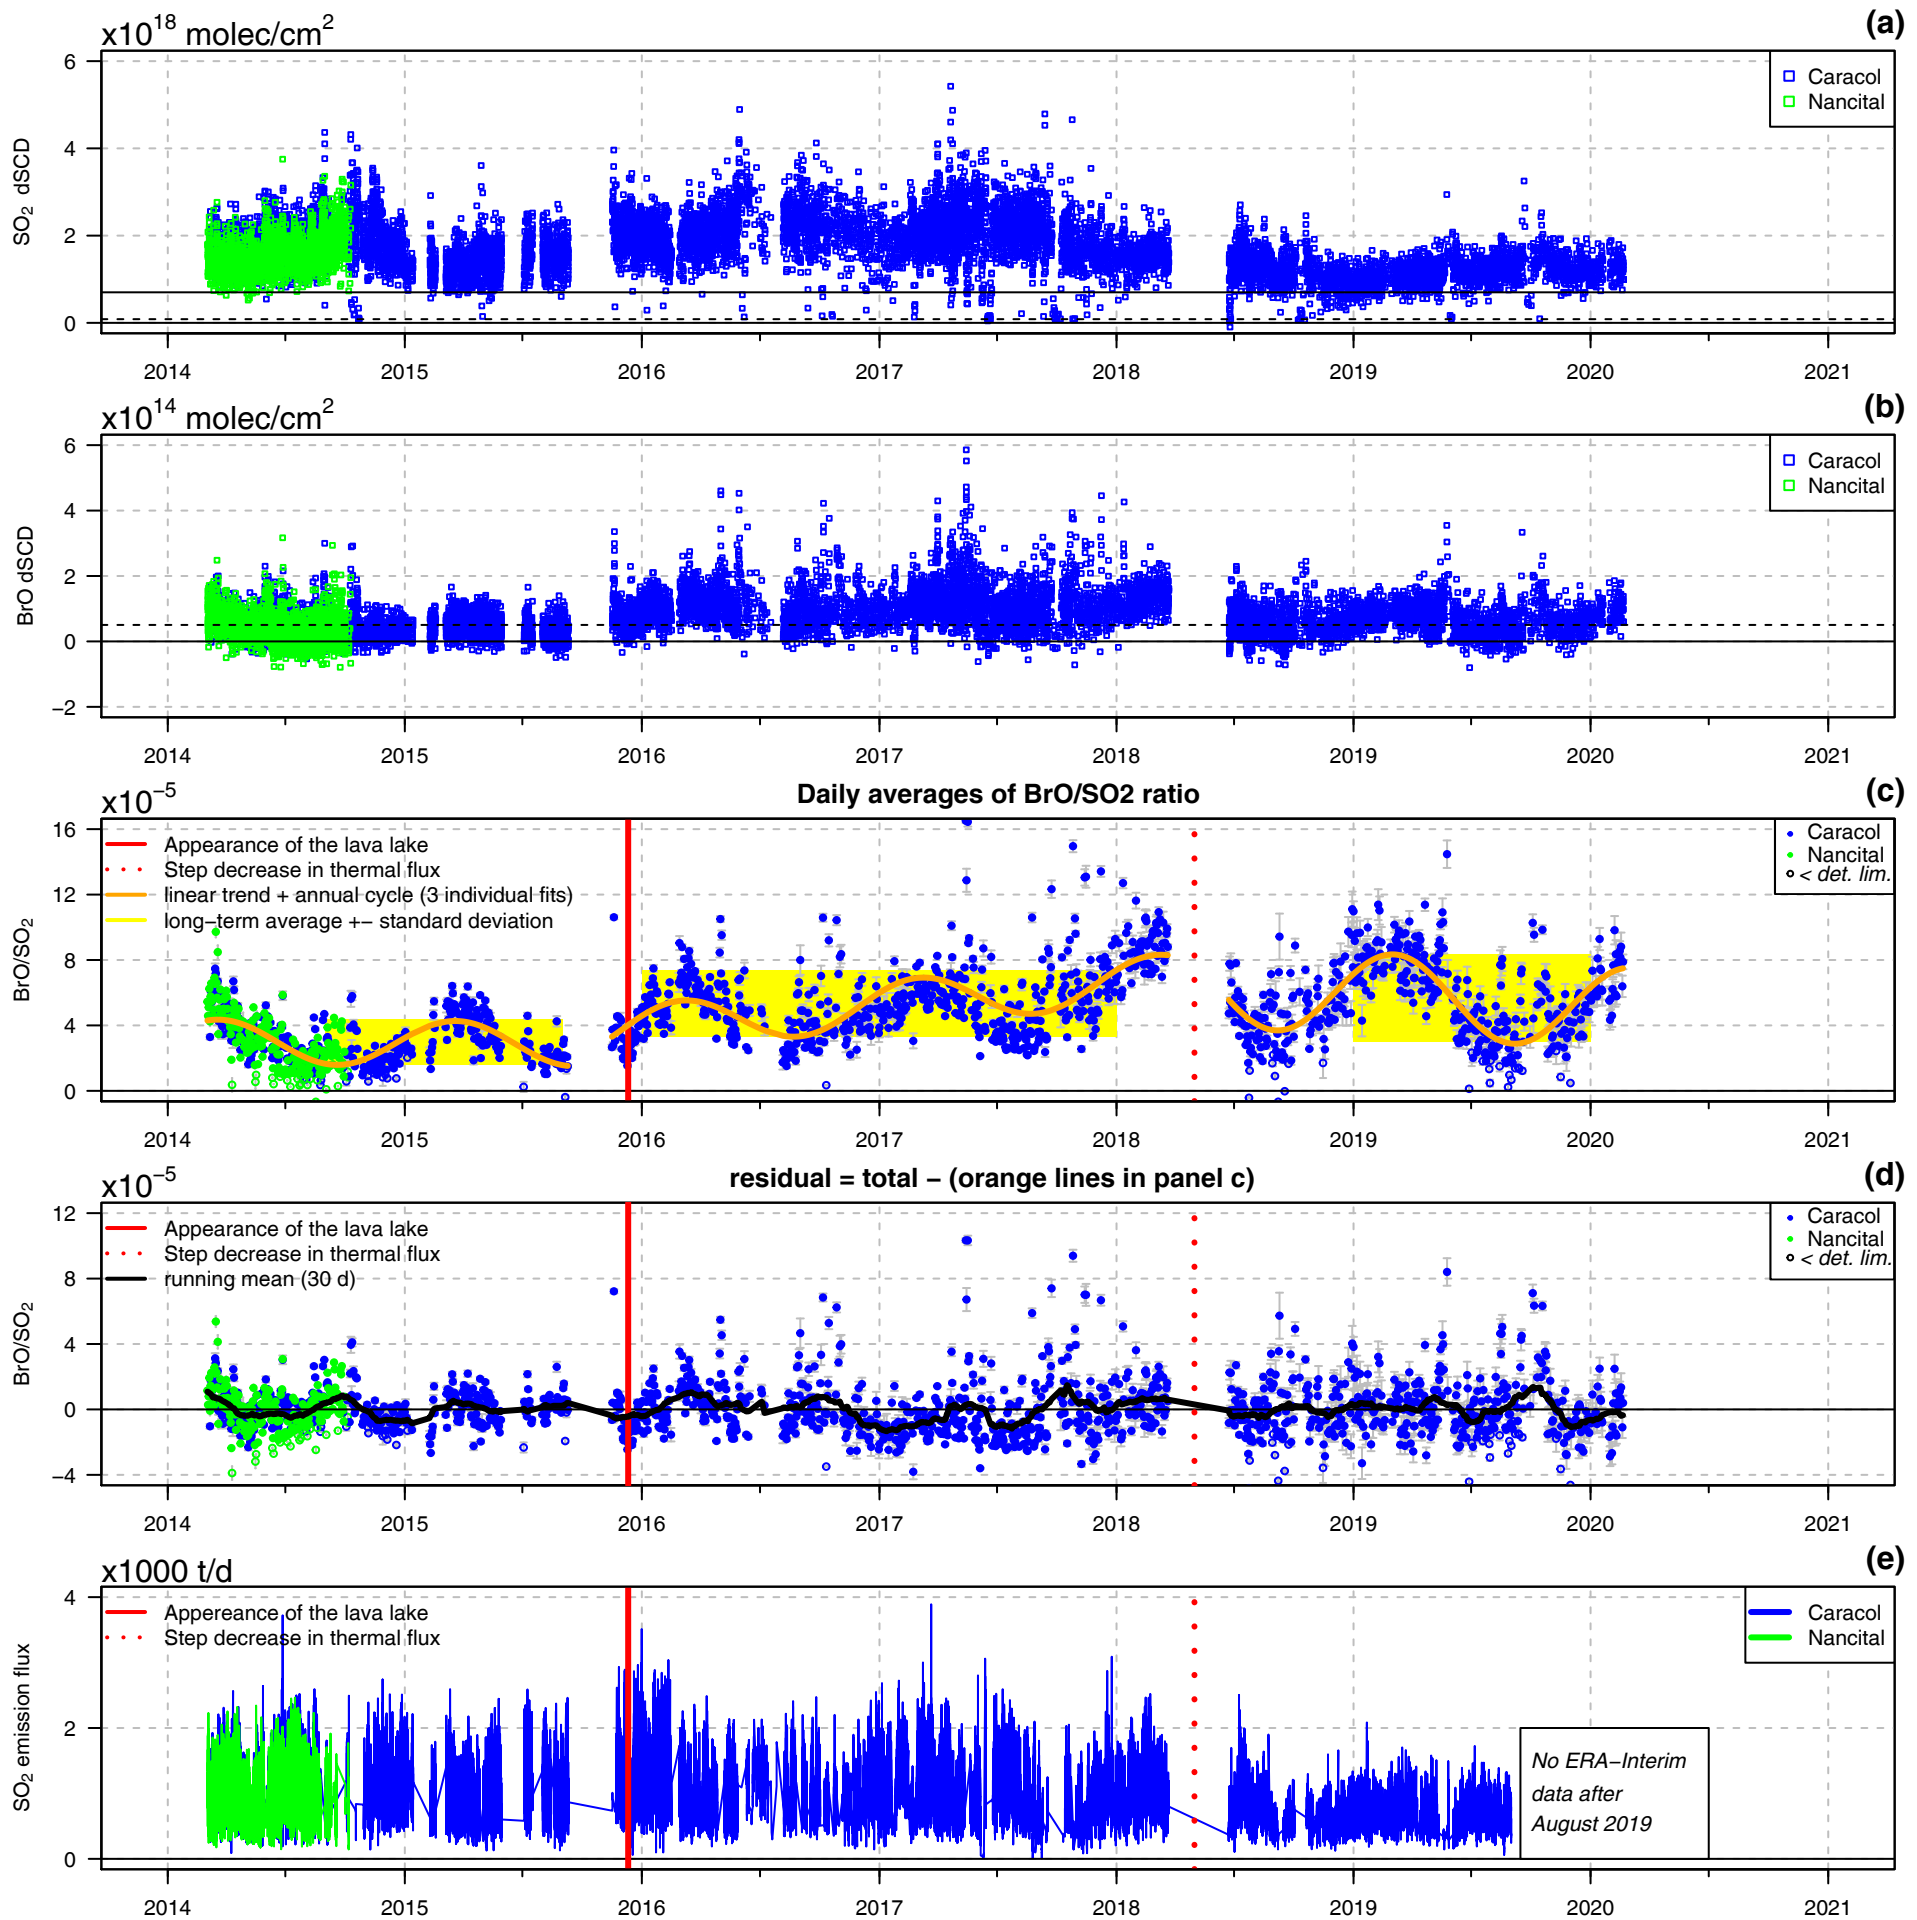 x10^18 molec/cm^2
(a)
SO2 dSCD
6
4
2
0
Caracol
Nancital
2014 2015 2016 2017 2018 2019 2020 2021
x10^14 molec/cm^2
(b)
BrO dSCD
6
4
2
0
−2
Caracol
Nancital
2014 2015 2016 2017 2018 2019 2020 2021
x10^−5
Daily averages of BrO/SO2 ratio
(c)
BrO/SO2
16
12
8
4
0
Appearance of the lava lake
Step decrease in thermal flux
linear trend + annual cycle (3 individual fits)
long−term average +− standard deviation
Caracol
Nancital
< det. lim.
2014 2015 2016 2017 2018 2019 2020 2021
x10^−5
residual = total − (orange lines in panel c)
(d)
BrO/SO2
12
8
4
0
−4
Appearance of the lava lake
Step decrease in thermal flux
running mean (30 d)
Caracol
Nancital
< det. lim.
2014 2015 2016 2017 2018 2019 2020 2021
x1000 t/d
(e)
SO2 emission flux
4
2
0
Appereance of the lava lake
Step decrease in thermal flux
Caracol
Nancital
No ERA−Interim
data after
August 2019
2014 2015 2016 2017 2018 2019 2020 2021